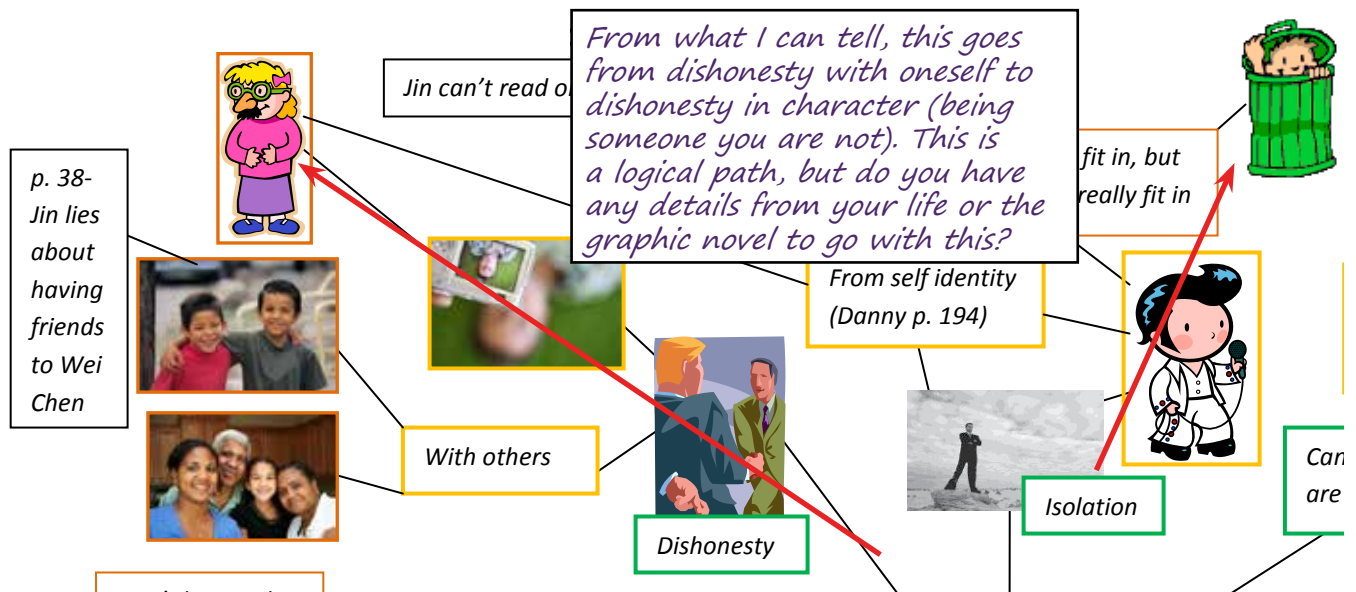 From what I can tell, this goes
from dishonesty with oneself to
dishonesty in character (being
someone you are not). This is
a logical path, but do you have
any details from your life or the
graphic novel to go with this?
Jin can't read
fit in, but
really fit in
p. 38-
Jin lies
about
having
friends
to Wei
Chen
From self identity
(Danny p. 194)
With others
Isolation
Can
are
Dishonesty